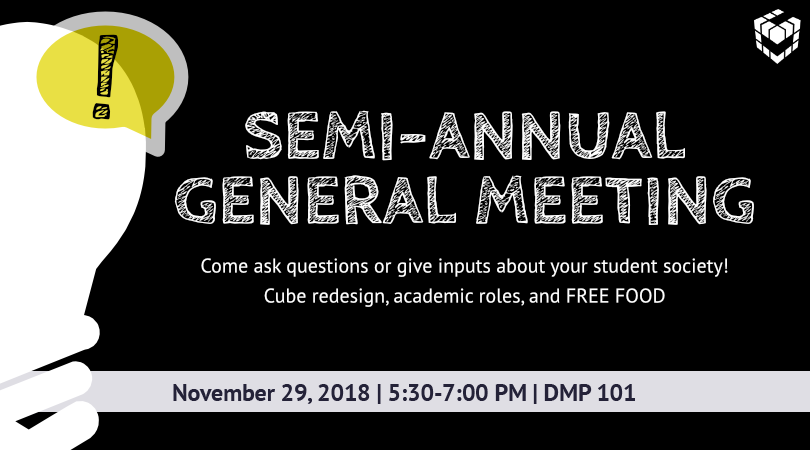 !
SEMI-ANNUAL
GENERAL MEETING
Come ask questions or give inputs about your student society!
Cube redesign, academic roles, and FREE FOOD
November 29, 2018 | 5:30-7:00 PM | DMP 101